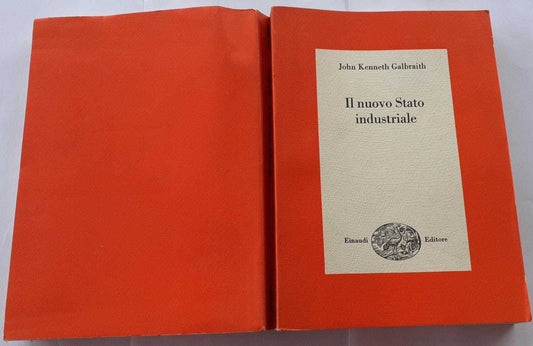 John Kenneth Galbraith
Il nuovo Stato
industriale
Einaudi Editore